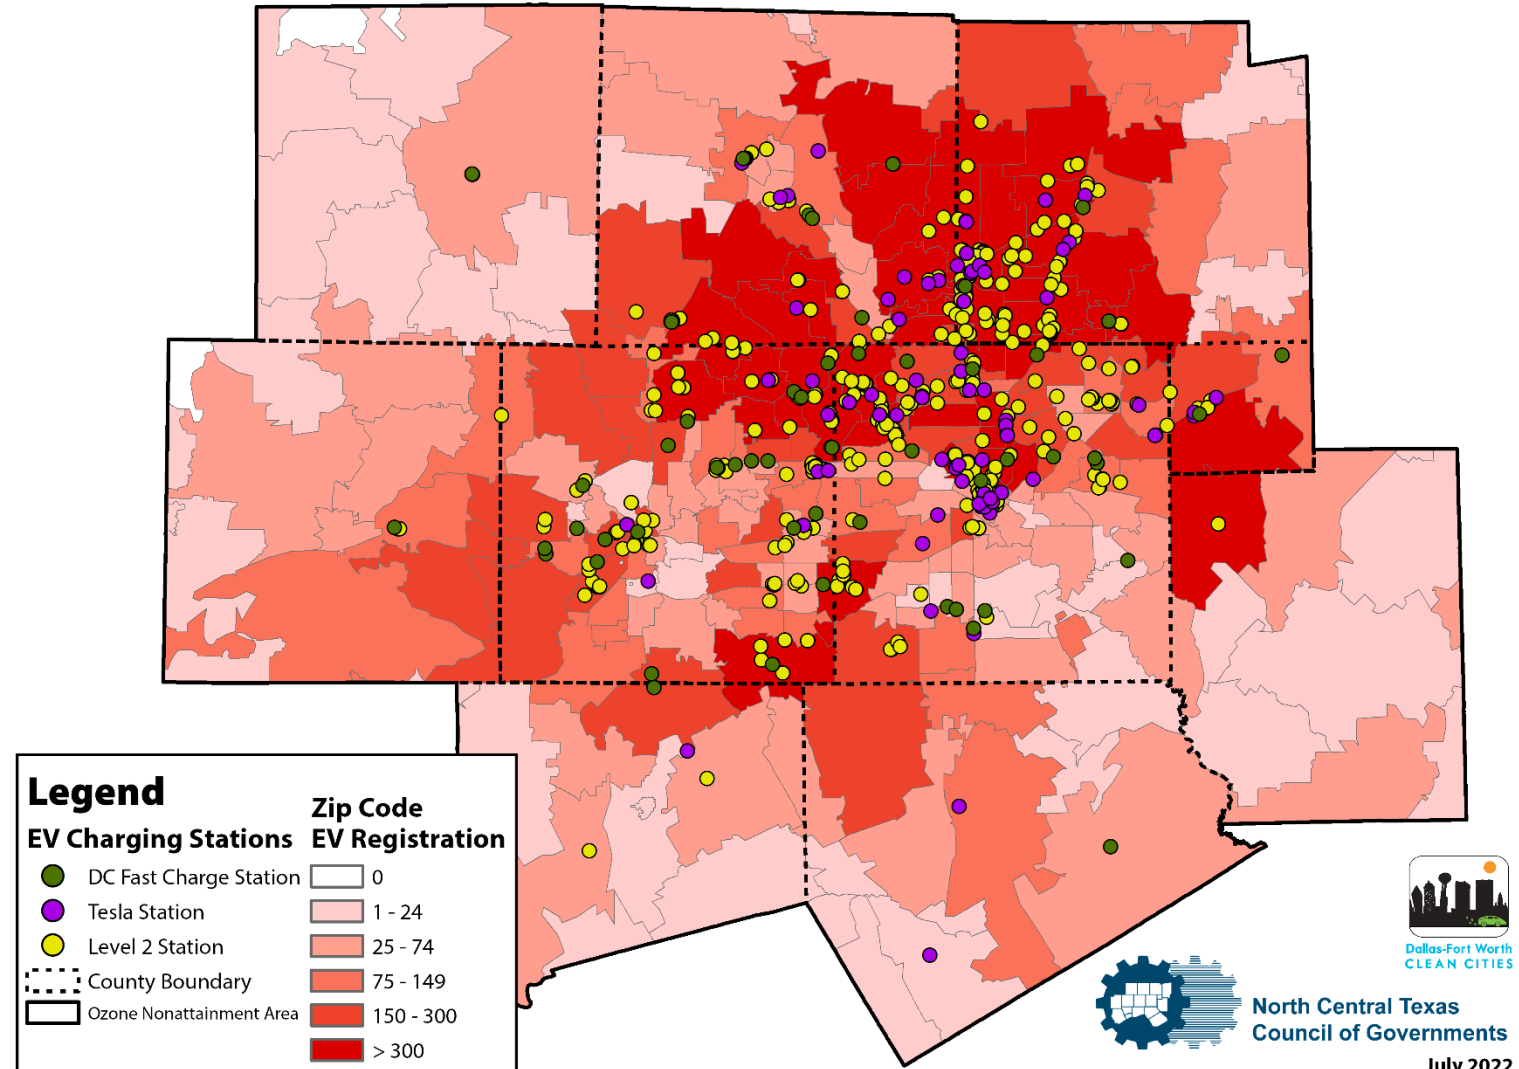 Legend
EV Charging Stations
DC Fast Charge Station
Tesla Station
Level 2 Station
County Boundary
Ozone Nonattainment Area
Zip Code
EV Registration
0
1 - 24
25 - 74
75 - 149
150 - 300
> 300
Dallas-Fort Worth
CLEAN CITIES
North Central Texas
Council of Governments
July 2022